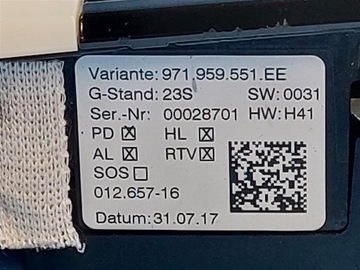 Variante: 971.959.551.EE
G-Stand: 23S SW: 0031
Ser.-Nr: 00028701 HW: H41
PD ☒ HL ☒
AL ☒ RTV ☒
SOS ☐
012.657-16
Datum: 31.07.17